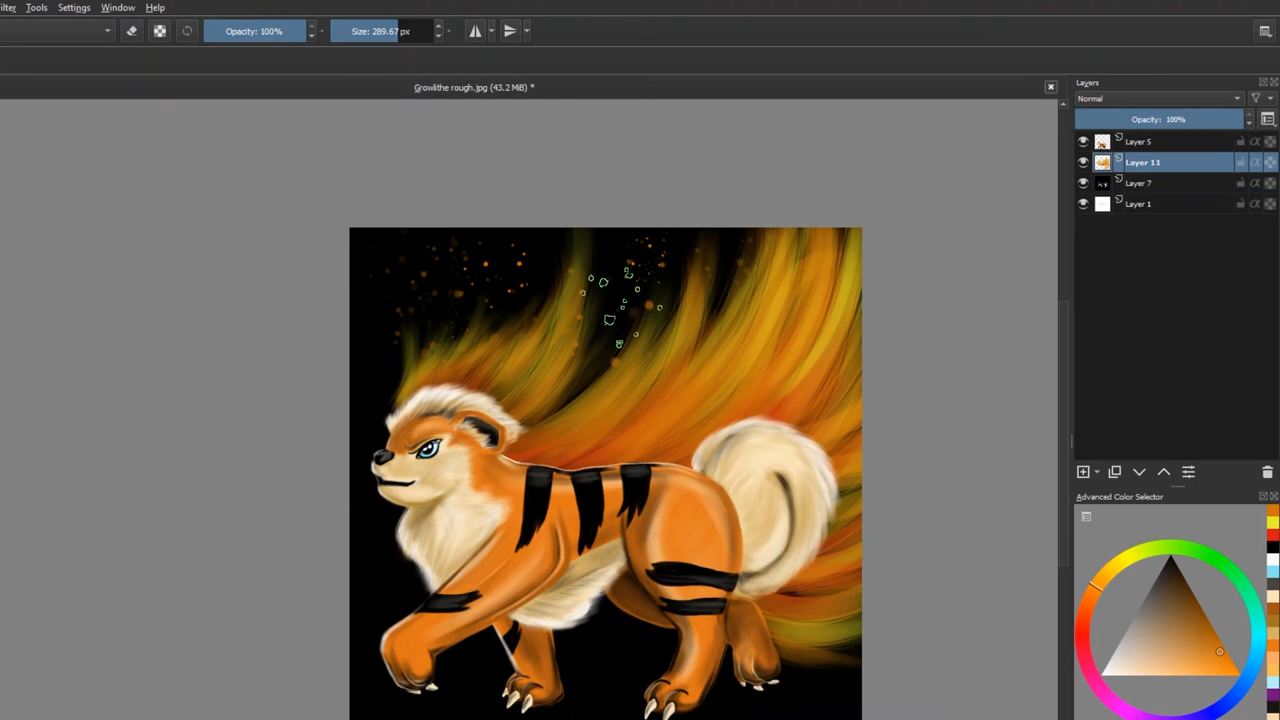 ilter Tools Settings Window Help
Opacity: 100% Size: 289.67 px
Growlithe rough.jpg (43.2 MiB) *
Layers
Normal
Opacity: 100%
Layer 5
Layer 11
Layer 7
Layer 1
Advanced Color Selector